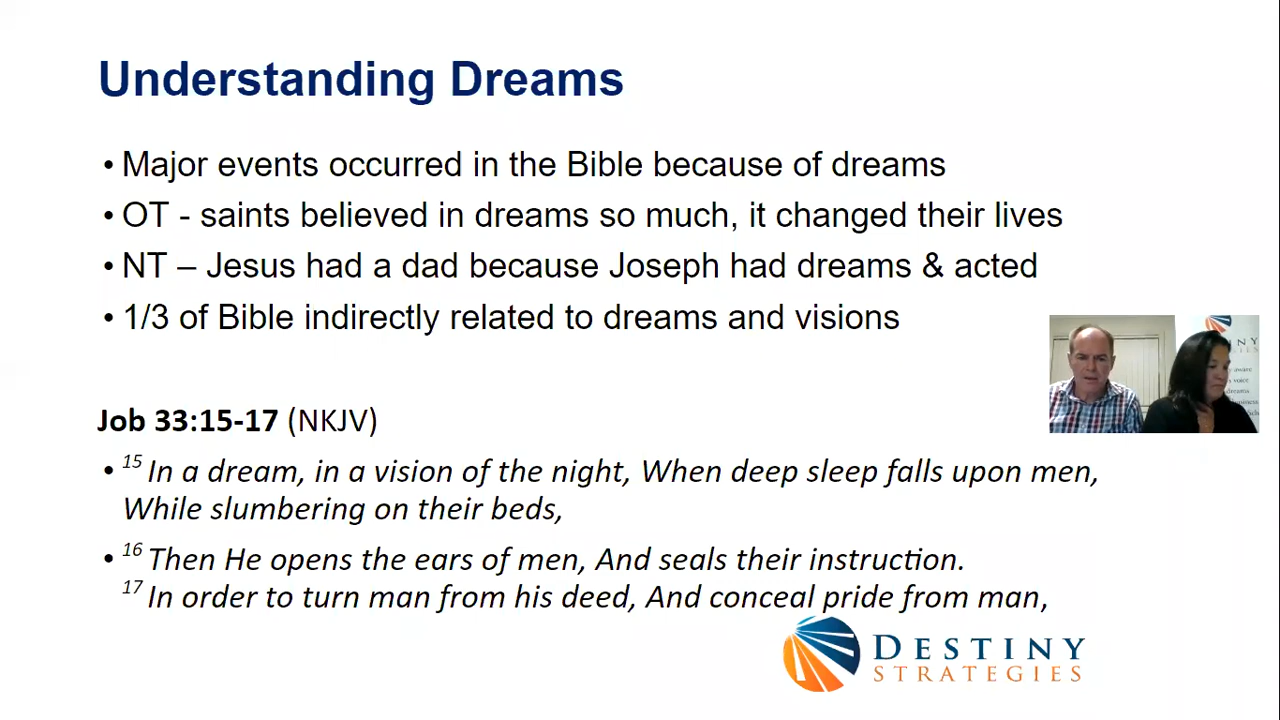 Understanding Dreams
• Major events occurred in the Bible because of dreams
• OT - saints believed in dreams so much, it changed their lives
• NT – Jesus had a dad because Joseph had dreams & acted
• 1/3 of Bible indirectly related to dreams and visions
Job 33:15-17 (NKJV)
• 15 In a dream, in a vision of the night, When deep sleep falls upon men,
While slumbering on their beds,
• 16 Then He opens the ears of men, And seals their instruction.
17 In order to turn man from his deed, And conceal pride from man,
DESTINY
STRATEGIES